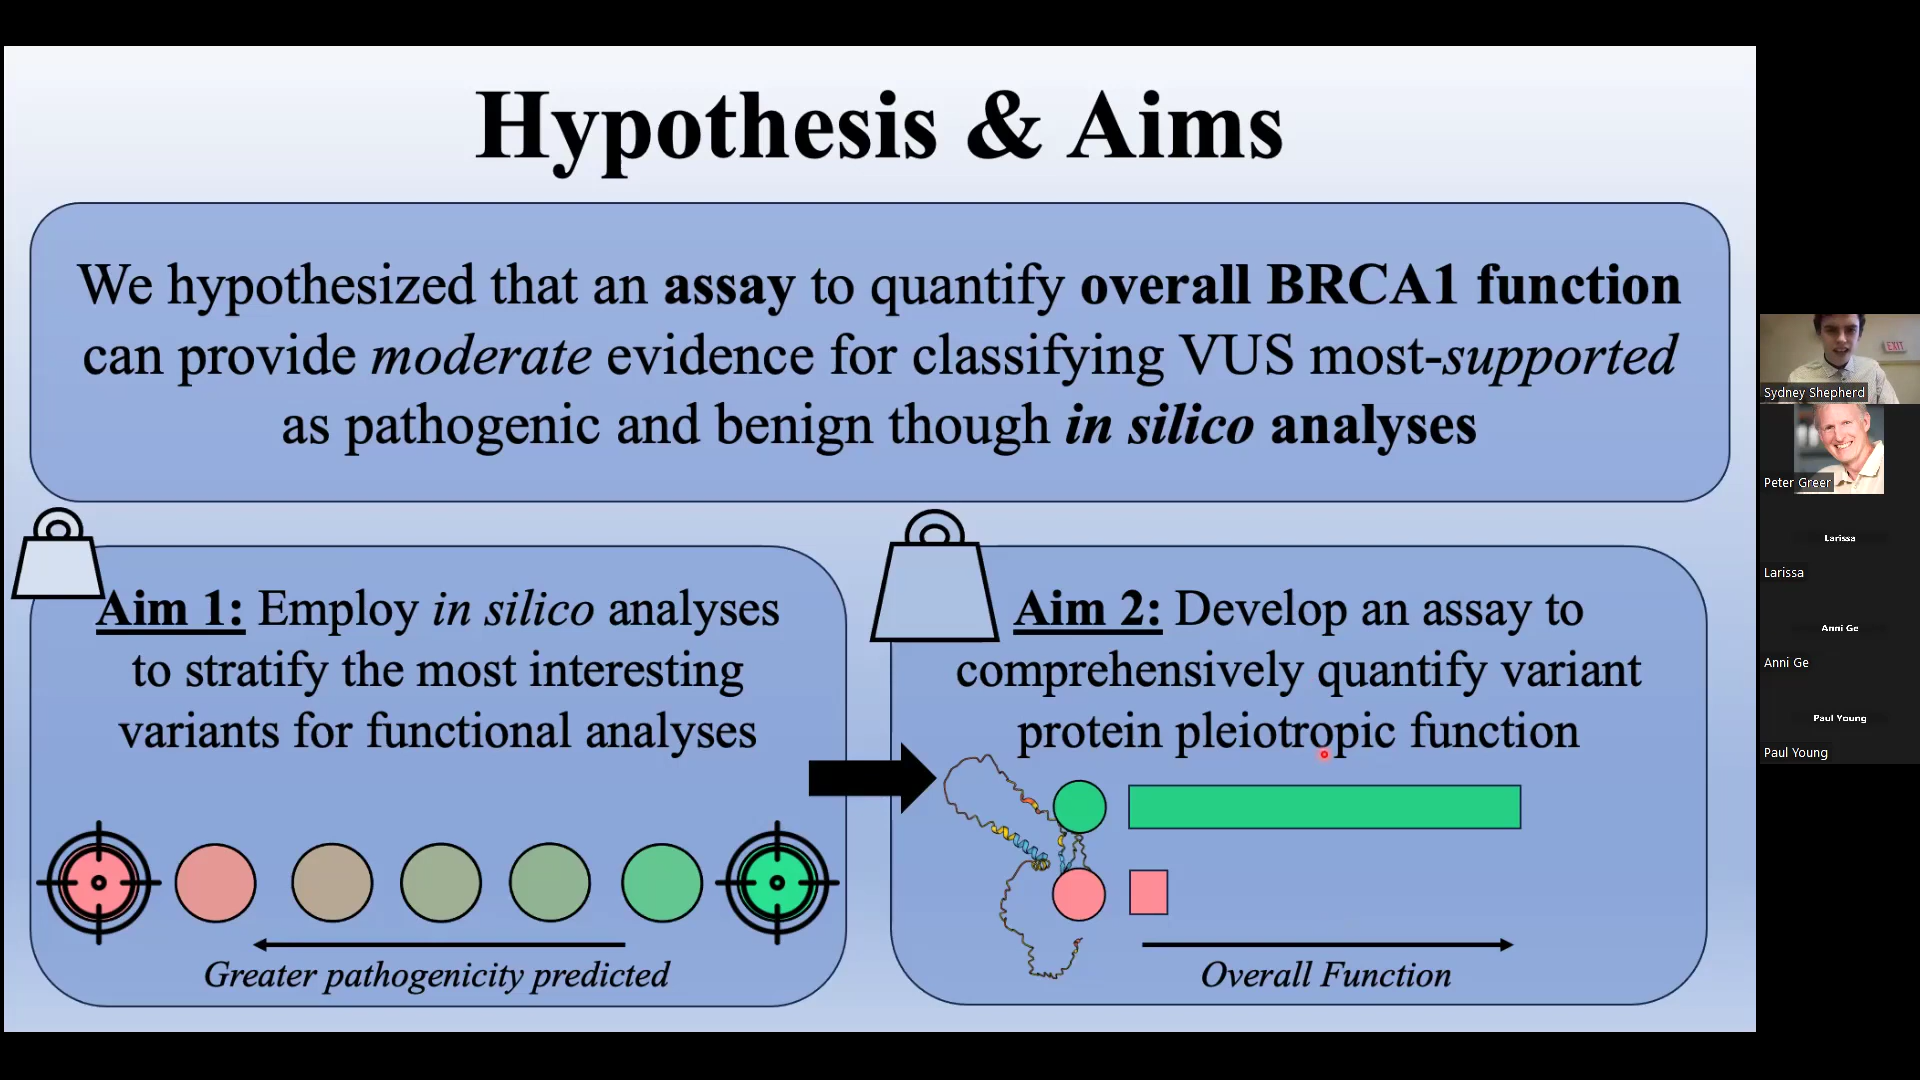 Hypothesis & Aims
We hypothesized that an assay to quantify overall BRCA1 function
can provide moderate evidence for classifying VUS most-supported
as pathogenic and benign though in silico analyses
Aim 1: Employ in silico analyses
to stratify the most interesting
variants for functional analyses
Greater pathogenicity predicted
Aim 2: Develop an assay to
comprehensively quantify variant
protein pleiotropic function
Overall Function
EXIT
Sydney Shepherd
Peter Greer
Larissa
Larissa
Anni Ge
Anni Ge
Paul Young
Paul Young